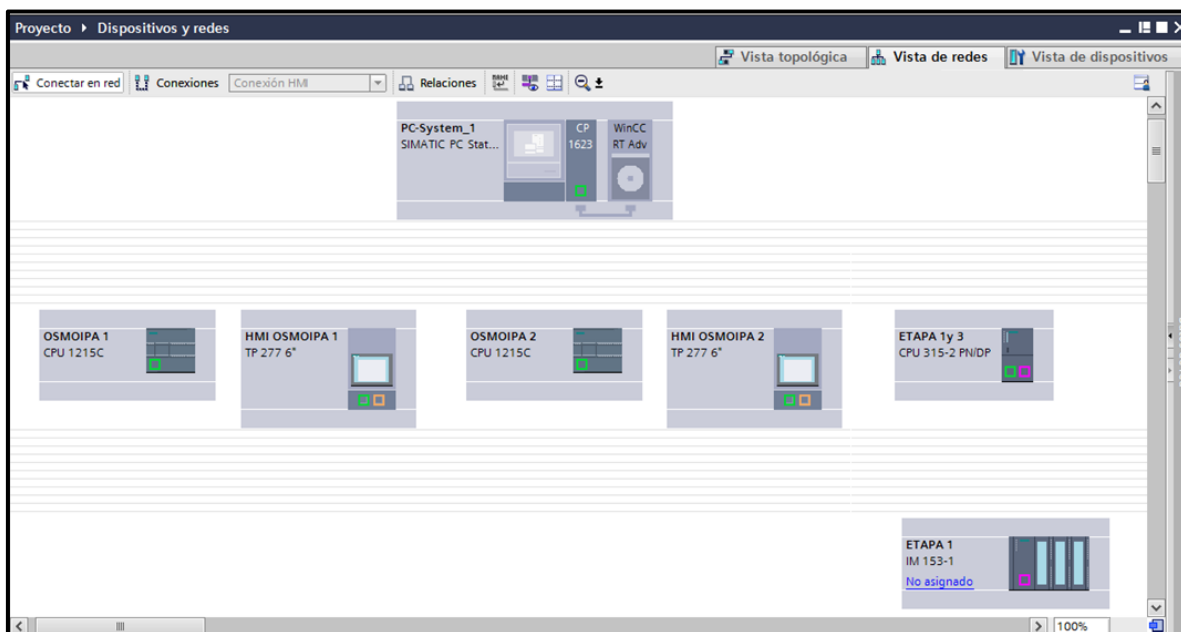 Proyecto ▸ Dispositivos y redes
Vista topológica Vista de redes Vista de dispositivos
Conectar en red Conexiones Conexión HMI Relaciones
PC-System_1
SIMATIC PC Stat...
CP
1623
WinCC
RT Adv
OSMOIPA 1
CPU 1215C
HMI OSMOIPA 1
TP 277 6"
OSMOIPA 2
CPU 1215C
HMI OSMOIPA 2
TP 277 6"
ETAPA 1y 3
CPU 315-2 PN/DP
ETAPA 1
IM 153-1
No asignado
100%